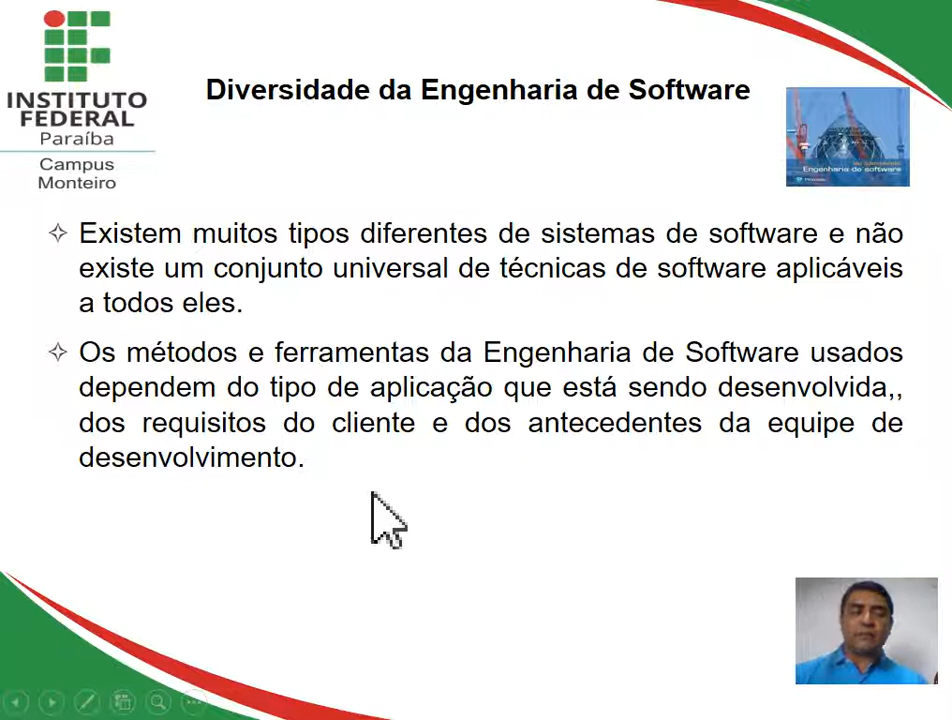 INSTITUTO
FEDERAL
Paraíba
Campus
Monteiro
Diversidade da Engenharia de Software
Engenharia de software
Existem muitos tipos diferentes de sistemas de software e não
existe um conjunto universal de técnicas de software aplicáveis
a todos eles.
Os métodos e ferramentas da Engenharia de Software usados
dependem do tipo de aplicação que está sendo desenvolvida,,
dos requisitos do cliente e dos antecedentes da equipe de
desenvolvimento.